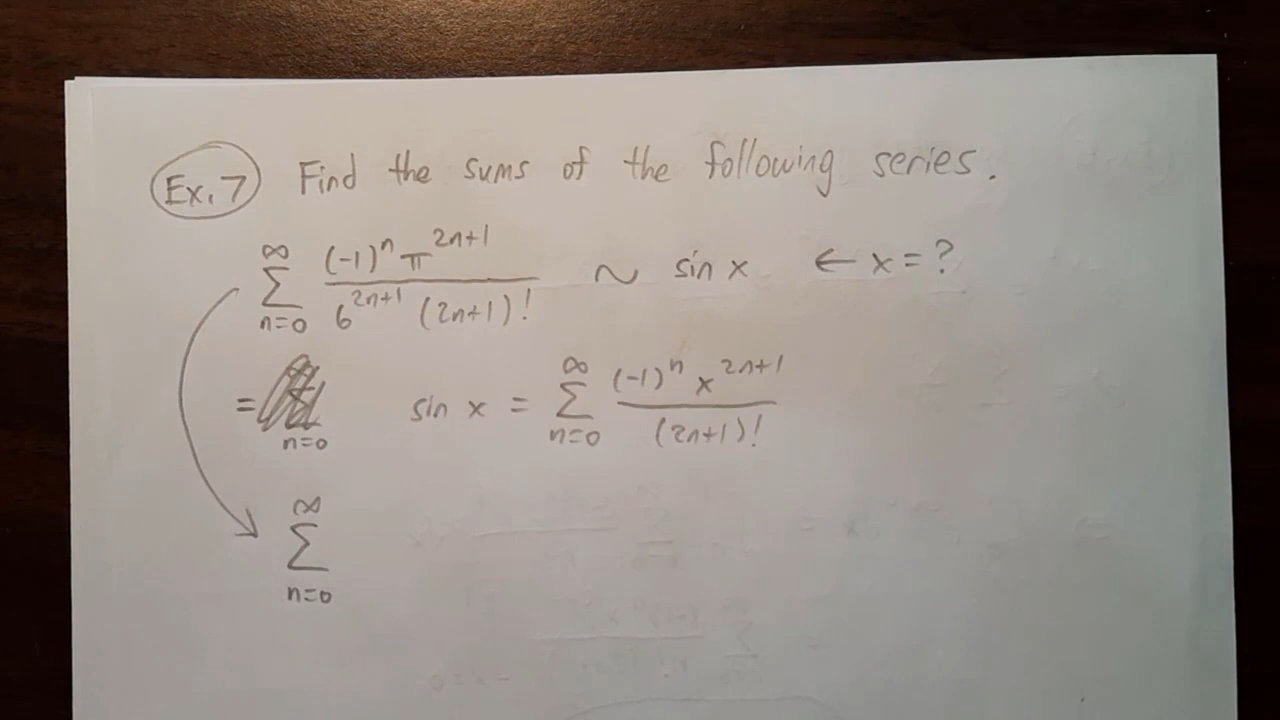 Ex. 7 Find the sums of the following series.
∞
∑ (-1)^n π^{2n+1} / 6^{2n+1} (2n+1)! ~ sin x ← x = ?
n=0
= n=0 sin x = ∑_{n=0}^{∞} (-1)^n x^{2n+1} / (2n+1)!
∞
∑
n=0